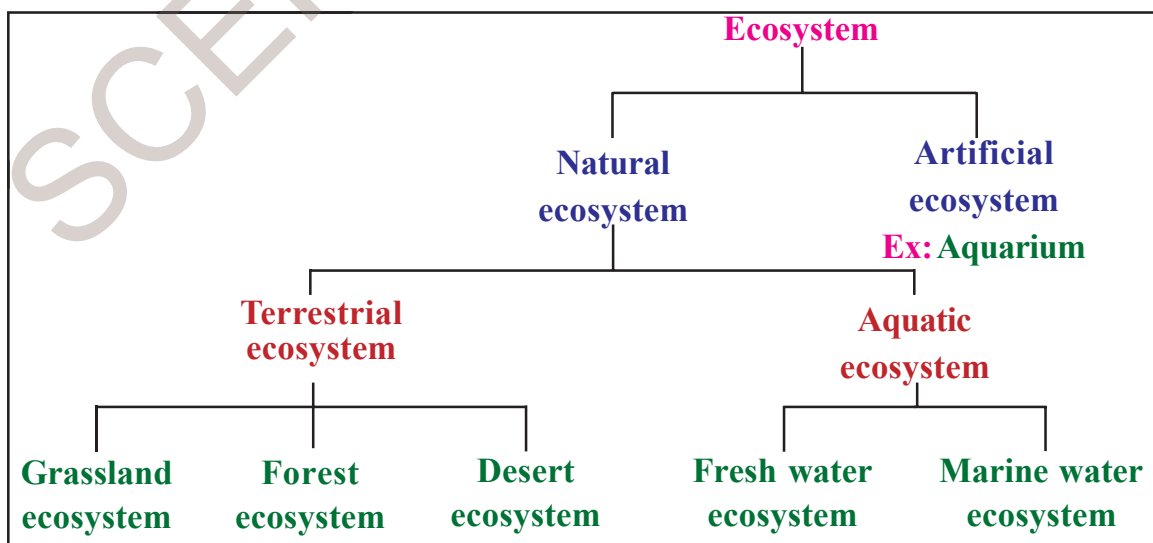 SCE
Ecosystem
Natural
ecosystem
Artificial
ecosystem
Ex: Aquarium
Terrestrial
ecosystem
Aquatic
ecosystem
Grassland
ecosystem
Forest
ecosystem
Desert
ecosystem
Fresh water
ecosystem
Marine water
ecosystem